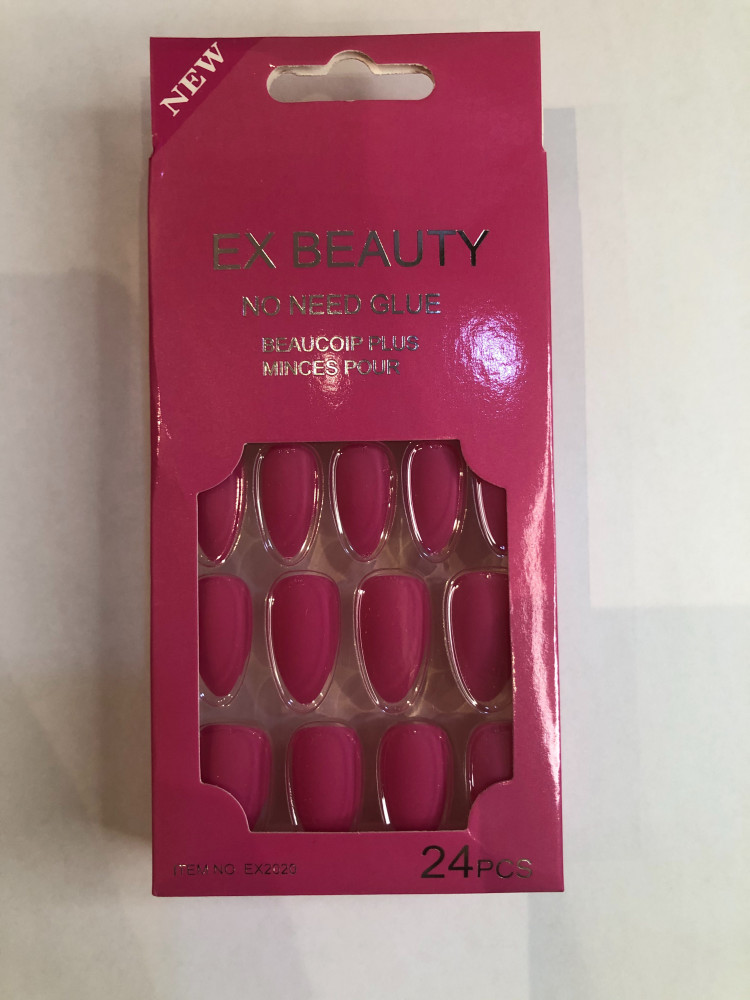 NEW
EX BEAUTY
NO NEED GLUE
BEAUCOIP PLUS
MINCES POUR
ITEM NO. EX2020
24PCS